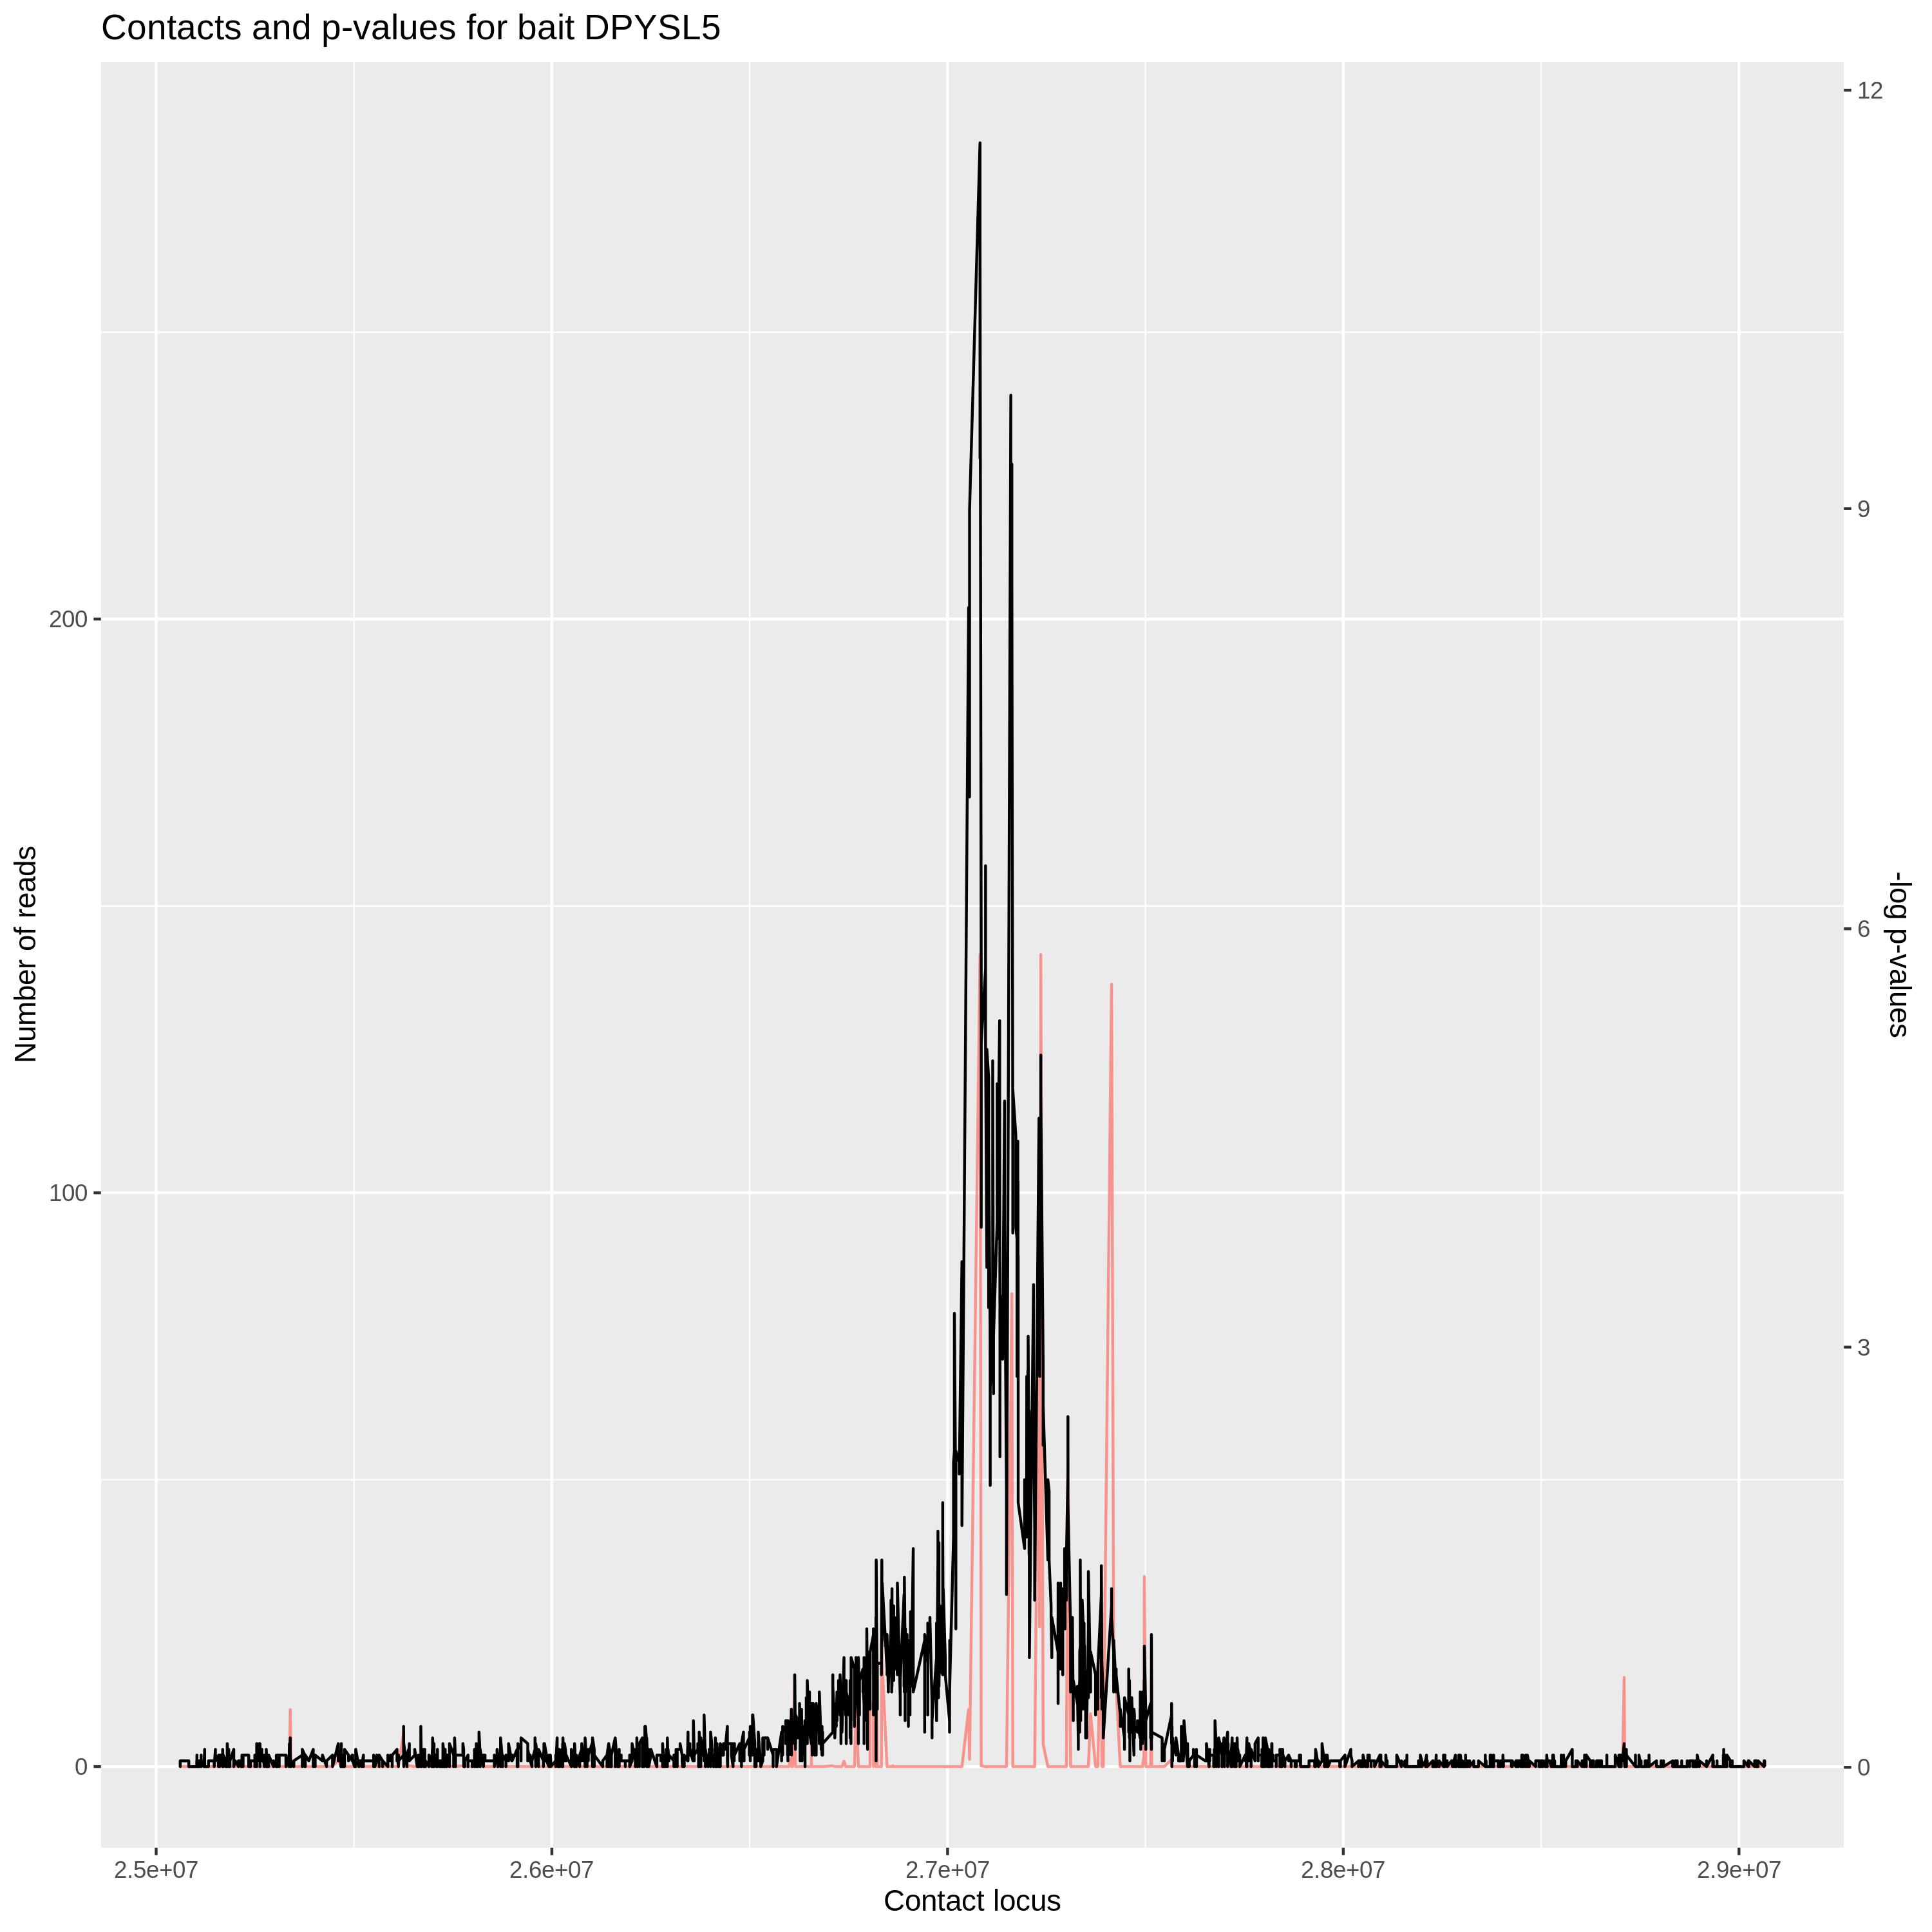 Contacts and p-values for bait DPYSL5
Number of reads
200
100
0
12
9
6
3
0
-log p-values
2.5e+07 2.6e+07 2.7e+07 2.8e+07 2.9e+07
Contact locus